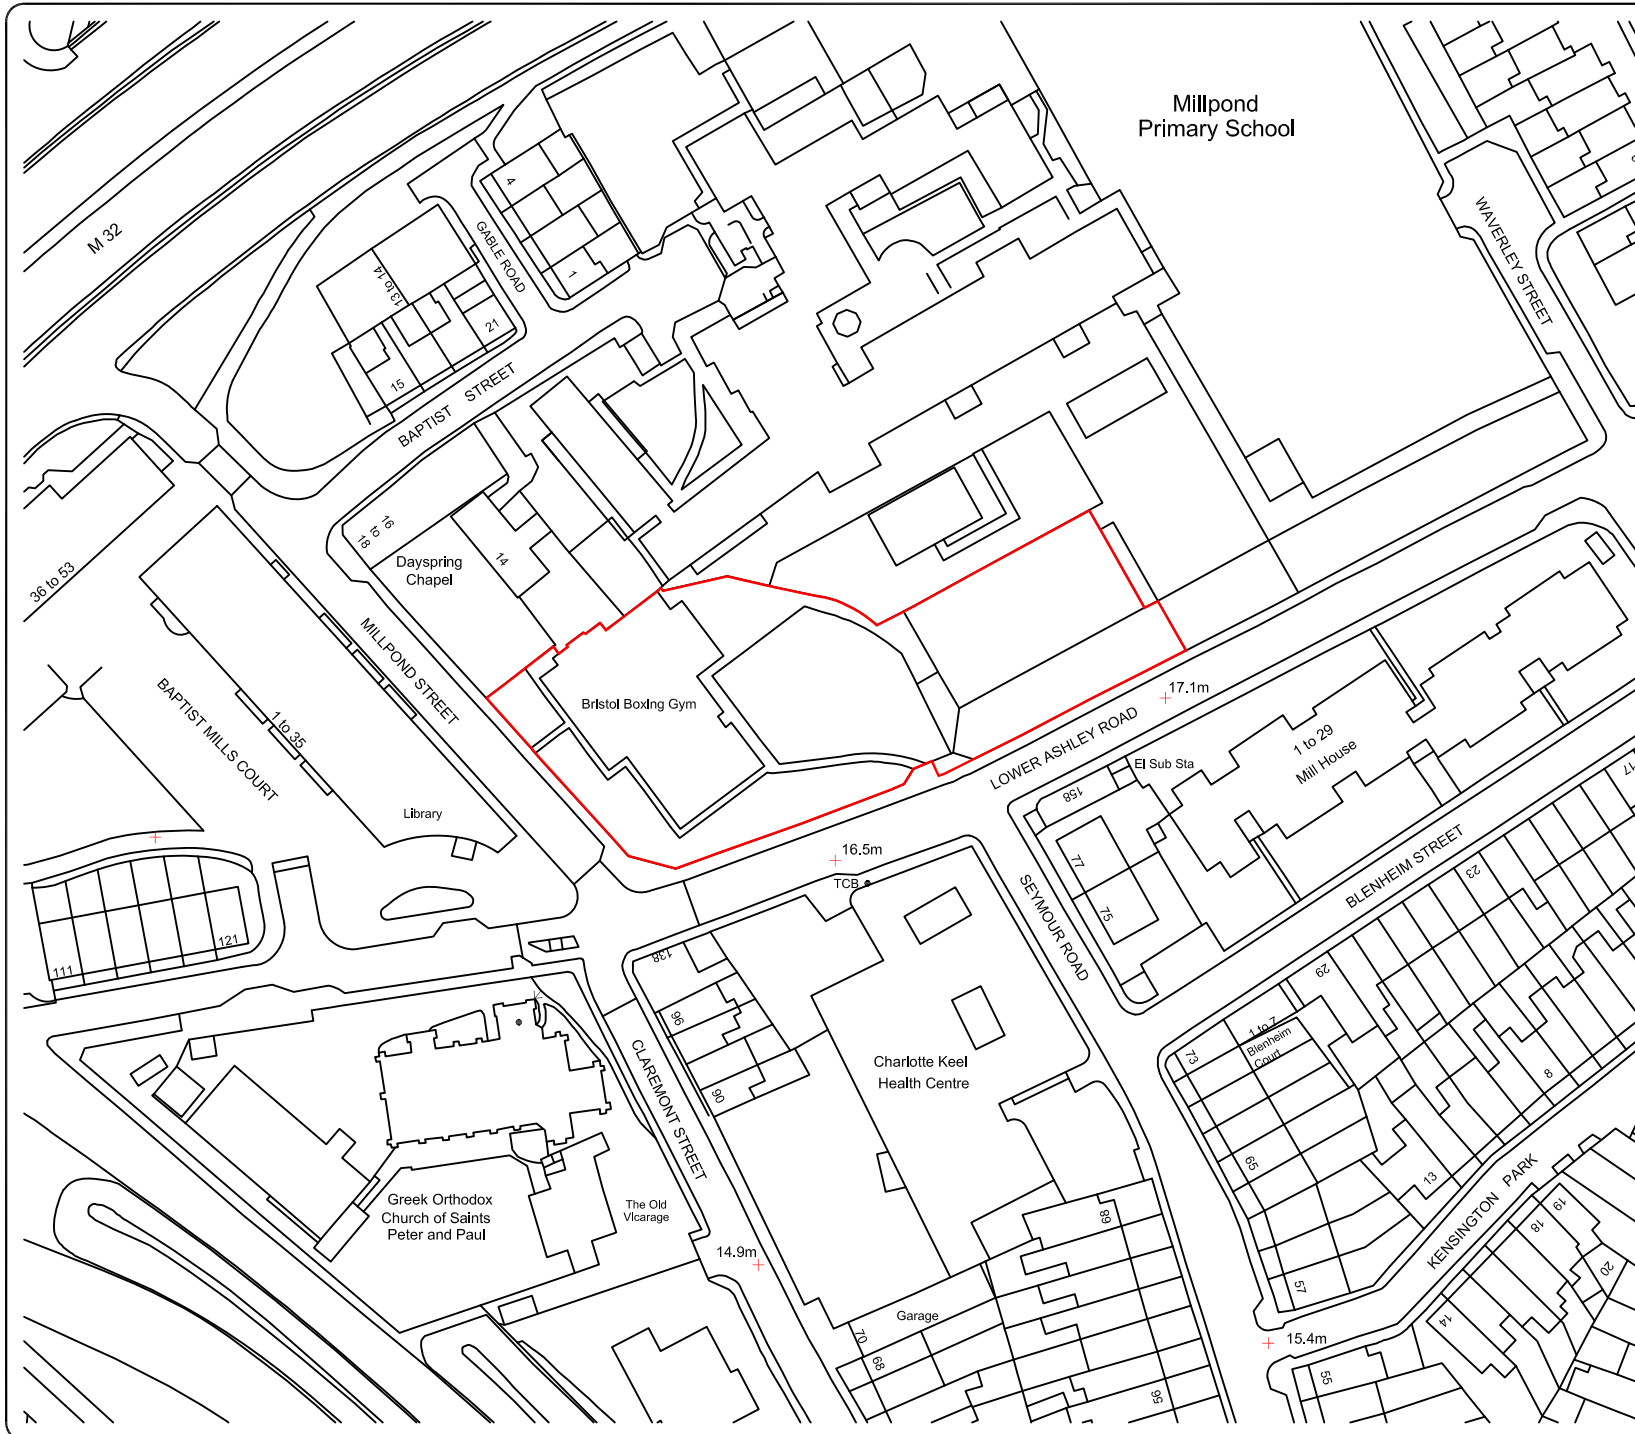 Millpond
Primary School
M 32
GABLE ROAD
4
1
13 to 14
21
15
BAPTIST STREET
WAVERLEY STREET
16
to
18
Dayspring
Chapel
14
36 to 53
MILLPOND STREET
BAPTIST MILLS COURT
1 to 35
Library
Bristol Boxing Gym
17.1m
LOWER ASHLEY ROAD
El Sub Sta
158
1 to 29
Mill House
17
16.5m
TCB
77
75
SEYMOUR ROAD
BLENHEIM STREET
23
29
121
111
138
96
90
CLAREMONT STREET
Charlotte Keel
Health Centre
73
1 to 7
Blenheim
Court
8
65
13
57
KENSINGTON PARK
19
18
20
14
Greek Orthodox
Church of Saints
Peter and Paul
The Old
Vicarage
14.9m
89
Garage
70
68
56
15.4m
55